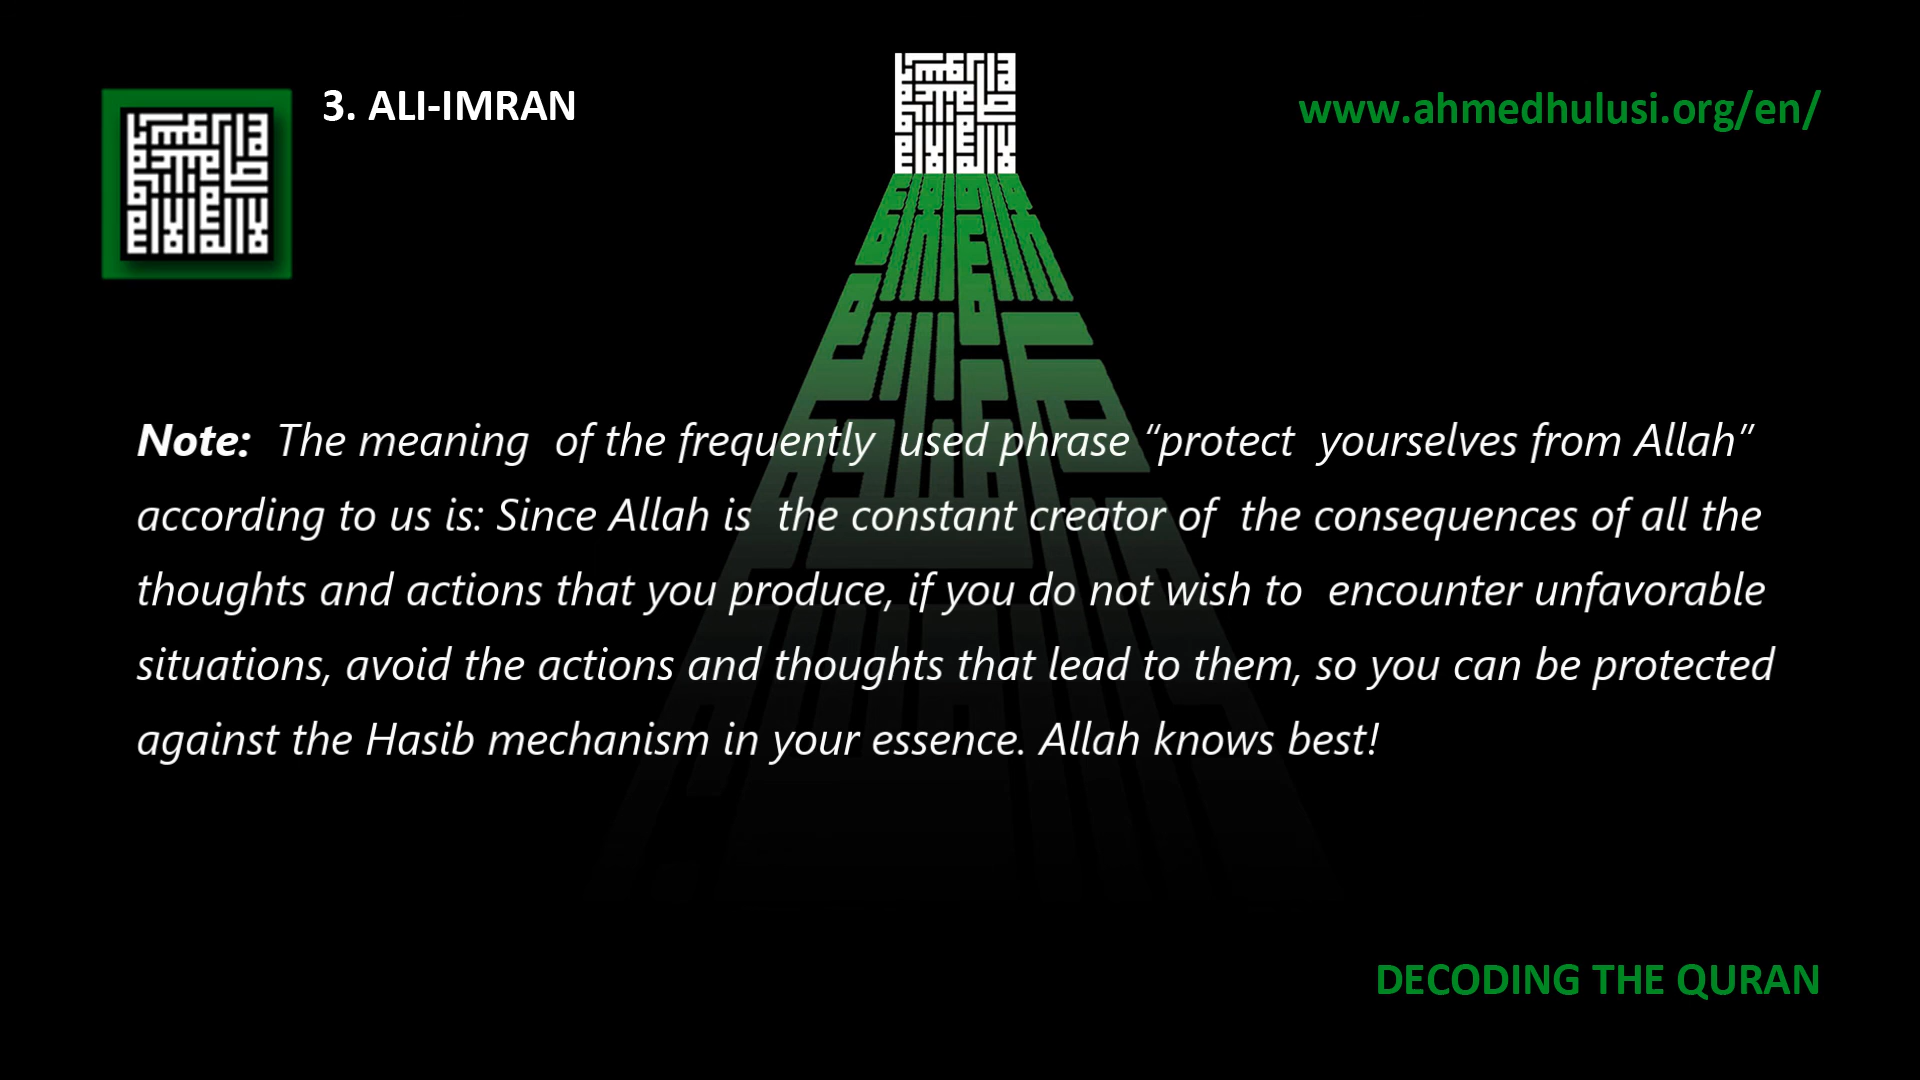 3. ALI-IMRAN
www.ahmedhulusi.org/en/
Note: The meaning of the frequently used phrase “protect yourselves from Allah”
according to us is: Since Allah is the constant creator of the consequences of all the
thoughts and actions that you produce, if you do not wish to encounter unfavorable
situations, avoid the actions and thoughts that lead to them, so you can be protected
against the Hasib mechanism in your essence. Allah knows best!
DECODING THE QURAN